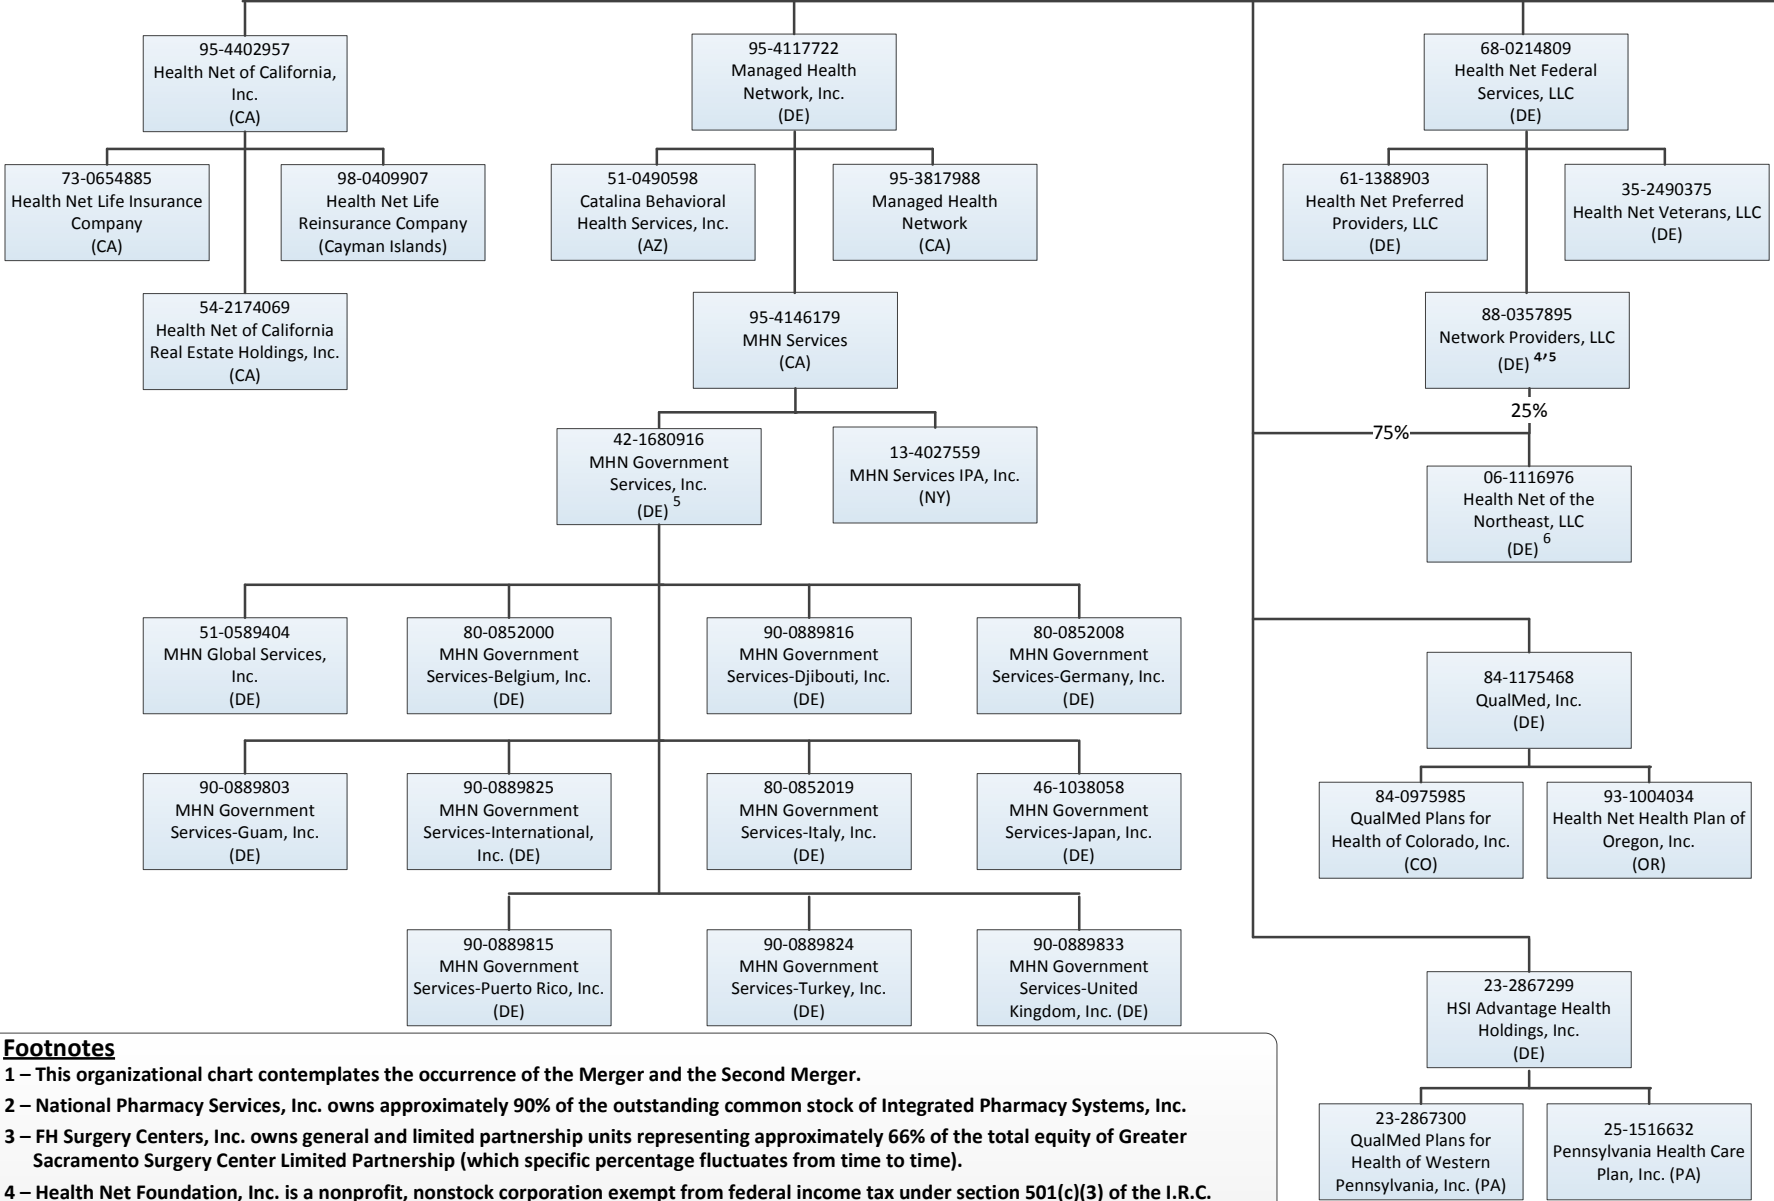 95-4402957
Health Net of California,
Inc.
(CA)
95-4117722
Managed Health
Network, Inc.
(DE)
68-0214809
Health Net Federal
Services, LLC
(DE)
73-0654885
Health Net Life Insurance
Company
(CA)
98-0409907
Health Net Life
Reinsurance Company
(Cayman Islands)
51-0490598
Catalina Behavioral
Health Services, Inc.
(AZ)
95-3817988
Managed Health
Network
(CA)
61-1388903
Health Net Preferred
Providers, LLC
(DE)
35-2490375
Health Net Veterans, LLC
(DE)
54-2174069
Health Net of California
Real Estate Holdings, Inc.
(CA)
95-4146179
MHN Services
(CA)
88-0357895
Network Providers, LLC
(DE) 4,5
25%
75%
42-1680916
MHN Government
Services, Inc.
(DE) 5
13-4027559
MHN Services IPA, Inc.
(NY)
06-1116976
Health Net of the
Northeast, LLC
(DE) 6
51-0589404
MHN Global Services,
Inc.
(DE)
80-0852000
MHN Government
Services-Belgium, Inc.
(DE)
90-0889816
MHN Government
Services-Djibouti, Inc.
(DE)
80-0852008
MHN Government
Services-Germany, Inc.
(DE)
84-1175468
QualMed, Inc.
(DE)
90-0889803
MHN Government
Services-Guam, Inc.
(DE)
90-0889825
MHN Government
Services-International,
Inc. (DE)
80-0852019
MHN Government
Services-Italy, Inc.
(DE)
46-1038058
MHN Government
Services-Japan, Inc.
(DE)
84-0975985
QualMed Plans for
Health of Colorado, Inc.
(CO)
93-1004034
Health Net Health Plan of
Oregon, Inc.
(OR)
90-0889815
MHN Government
Services-Puerto Rico, Inc.
(DE)
90-0889824
MHN Government
Services-Turkey, Inc.
(DE)
90-0889833
MHN Government
Services-United
Kingdom, Inc. (DE)
23-2867299
HSI Advantage Health
Holdings, Inc.
(DE)
23-2867300
QualMed Plans for
Health of Western
Pennsylvania, Inc. (PA)
25-1516632
Pennsylvania Health Care
Plan, Inc. (PA)
Footnotes
1 – This organizational chart contemplates the occurrence of the Merger and the Second Merger.
2 – National Pharmacy Services, Inc. owns approximately 90% of the outstanding common stock of Integrated Pharmacy Systems, Inc.
3 – FH Surgery Centers, Inc. owns general and limited partnership units representing approximately 66% of the total equity of Greater
Sacramento Surgery Center Limited Partnership (which specific percentage fluctuates from time to time).
4 – Health Net Foundation, Inc. is a nonprofit, nonstock corporation exempt from federal income tax under section 501(c)(3) of the I.R.C.